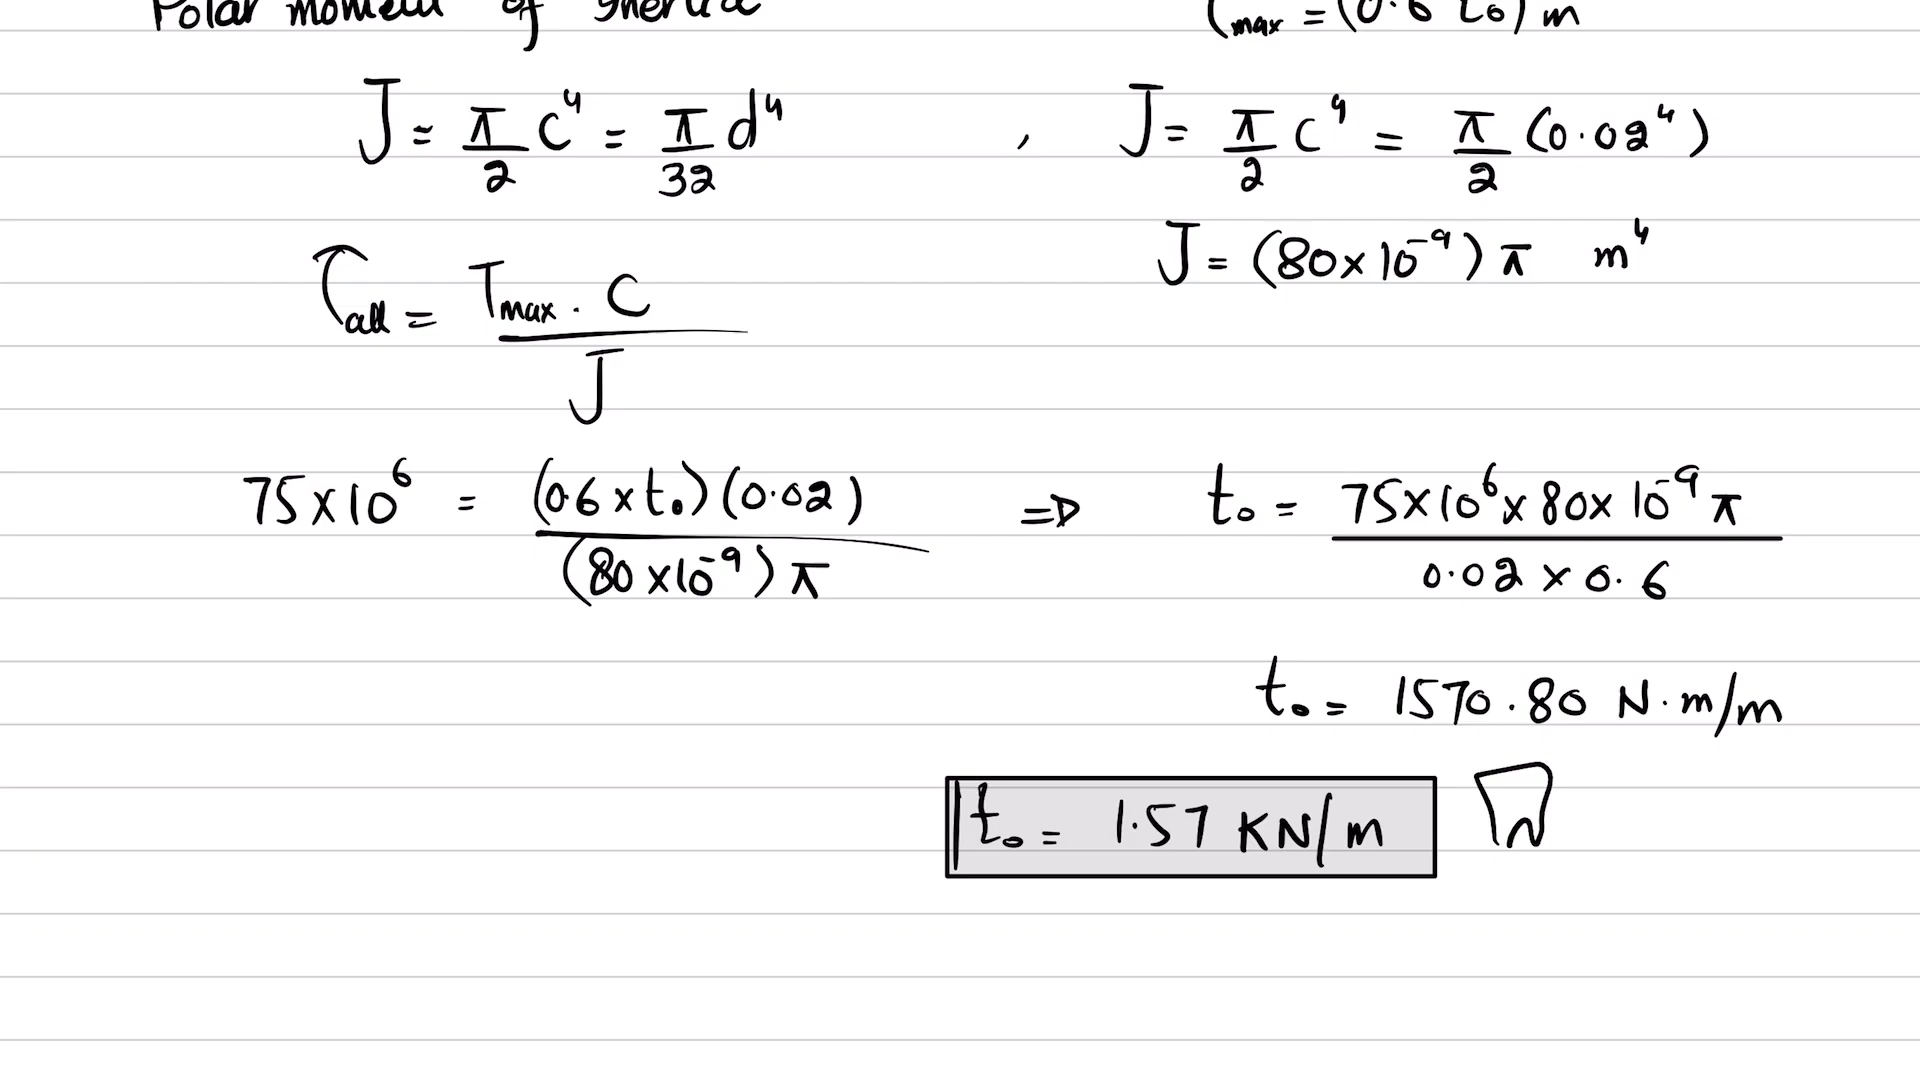 Polar moment of Inertia
Tmax = (0.6 t₀) m
J = π/2 c⁴ = π/32 d⁴ , J = π/2 c⁴ = π/2 (0.02⁴)
J = (80×10⁻⁹) π m⁴
τall = Tmax . C / J
75×10⁶ = (0.6 × t₀)(0.02) / (80×10⁻⁹) π => t₀ = 75×10⁶ × 80× 10⁻⁹ π / 0.02 × 0.6
t₀ = 1570.80 N.m/m
t₀ = 1.57 KN/m